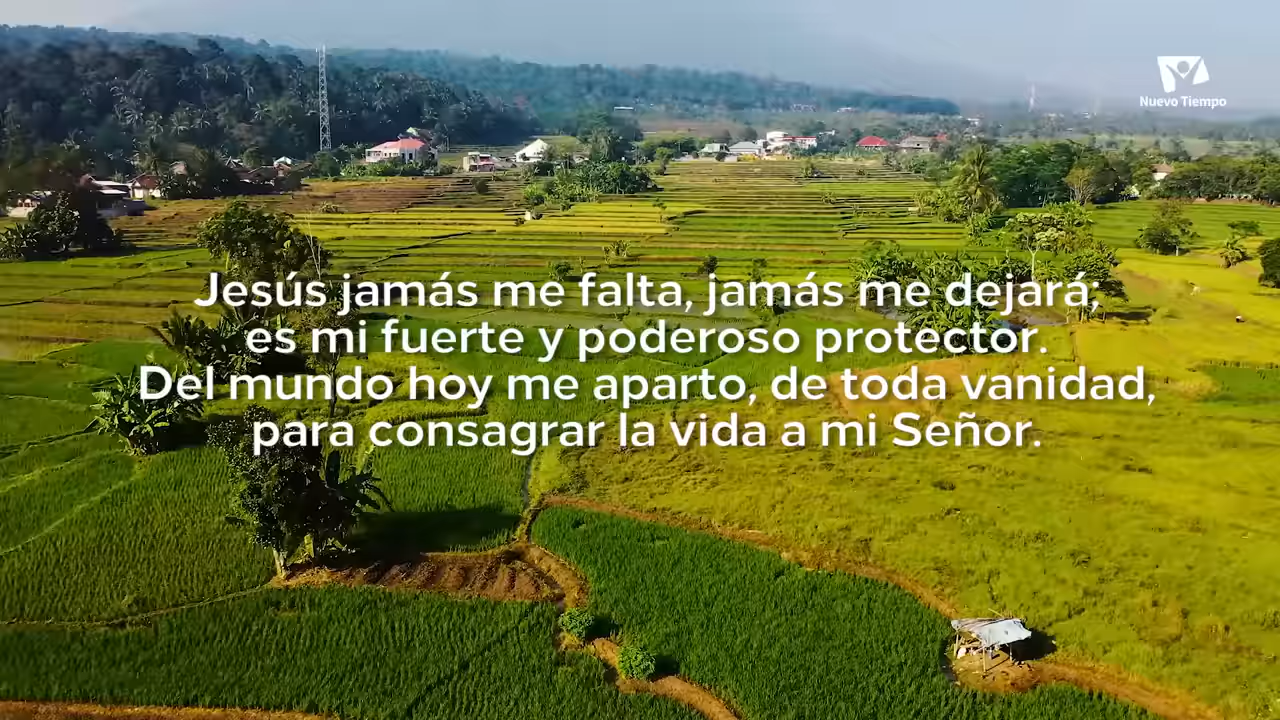 Nuevo Tiempo
Jesús jamás me falta, jamás me dejará;
es mi fuerte y poderoso protector.
Del mundo hoy me aparto, de toda vanidad,
para consagrar la vida a mi Señor.